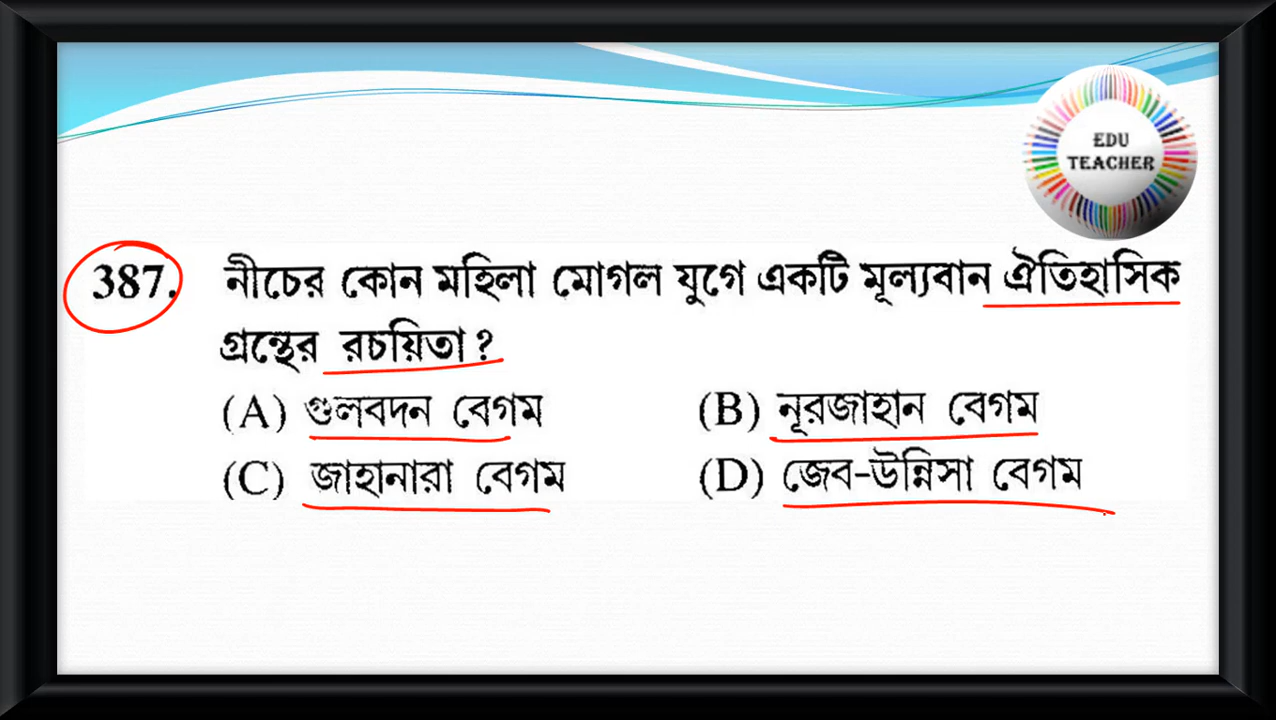 EDU
TEACHER
387. নীচের কোন মহিলা মোগল যুগে একটি মূল্যবান ঐতিহাসিক
গ্রন্থের রচয়িতা?
(A) গুলবদন বেগম (B) নূরজাহান বেগম
(C) জাহানারা বেগম (D) জেব-উন্নিসা বেগম